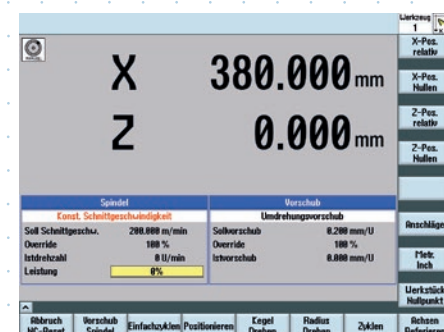 Werkzeug
1
X-Pos.
relativ
X 380.000 mm
X-Pos.
Nullen
Z-Pos.
relativ
Z 0.000 mm
Z-Pos.
Nullen
Spindel
Vorschub
Konst. Schnittgeschwindigkeit
Umdrehungsvorschub
Soll Schnittgeschw. 200.000 m/min
Sollvorschub 0.200 mm/U
Override 100 %
Override 100 %
Istdrehzahl 0 U/min
Istvorschub 0.000 mm/U
Leistung 0%
Anschläge
Metr.
Inch
Werkstück
Nullpunkt
Abbruch
NC-Reset
Vorschub
Spindel
Einfachzyklen
Positionieren
Kegel
Drehen
Radius
Drehen
Zyklen
Achsen
Referieren